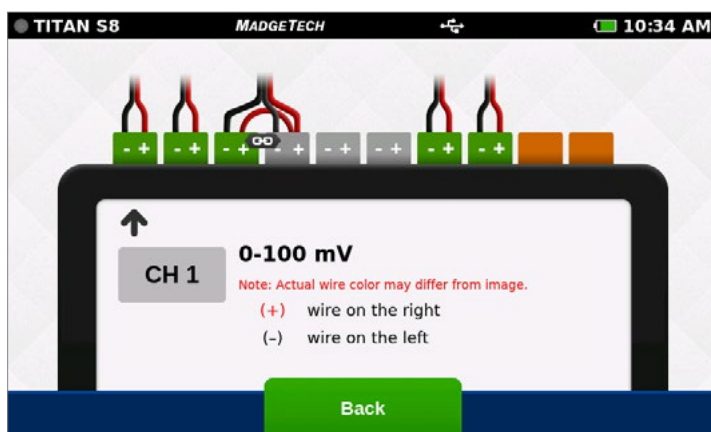 TITAN S8 MADGETECH 10:34 AM
- + - + - + - + - + - + - + - +
CH 1
0-100 mV
Note: Actual wire color may differ from image.
(+) wire on the right
(–) wire on the left
Back